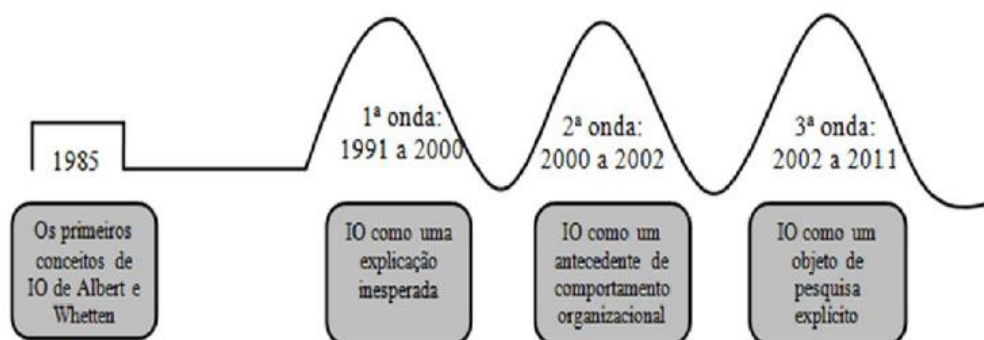 1985
1ª onda:
1991 a 2000
2ª onda:
2000 a 2002
3ª onda:
2002 a 2011
Os primeiros
conceitos de
IO de Albert e
Whetten
IO como uma
explicação
inesperada
IO como um
antecedente de
comportamento
organizacional
IO como um
objeto de
pesquisa
explícito